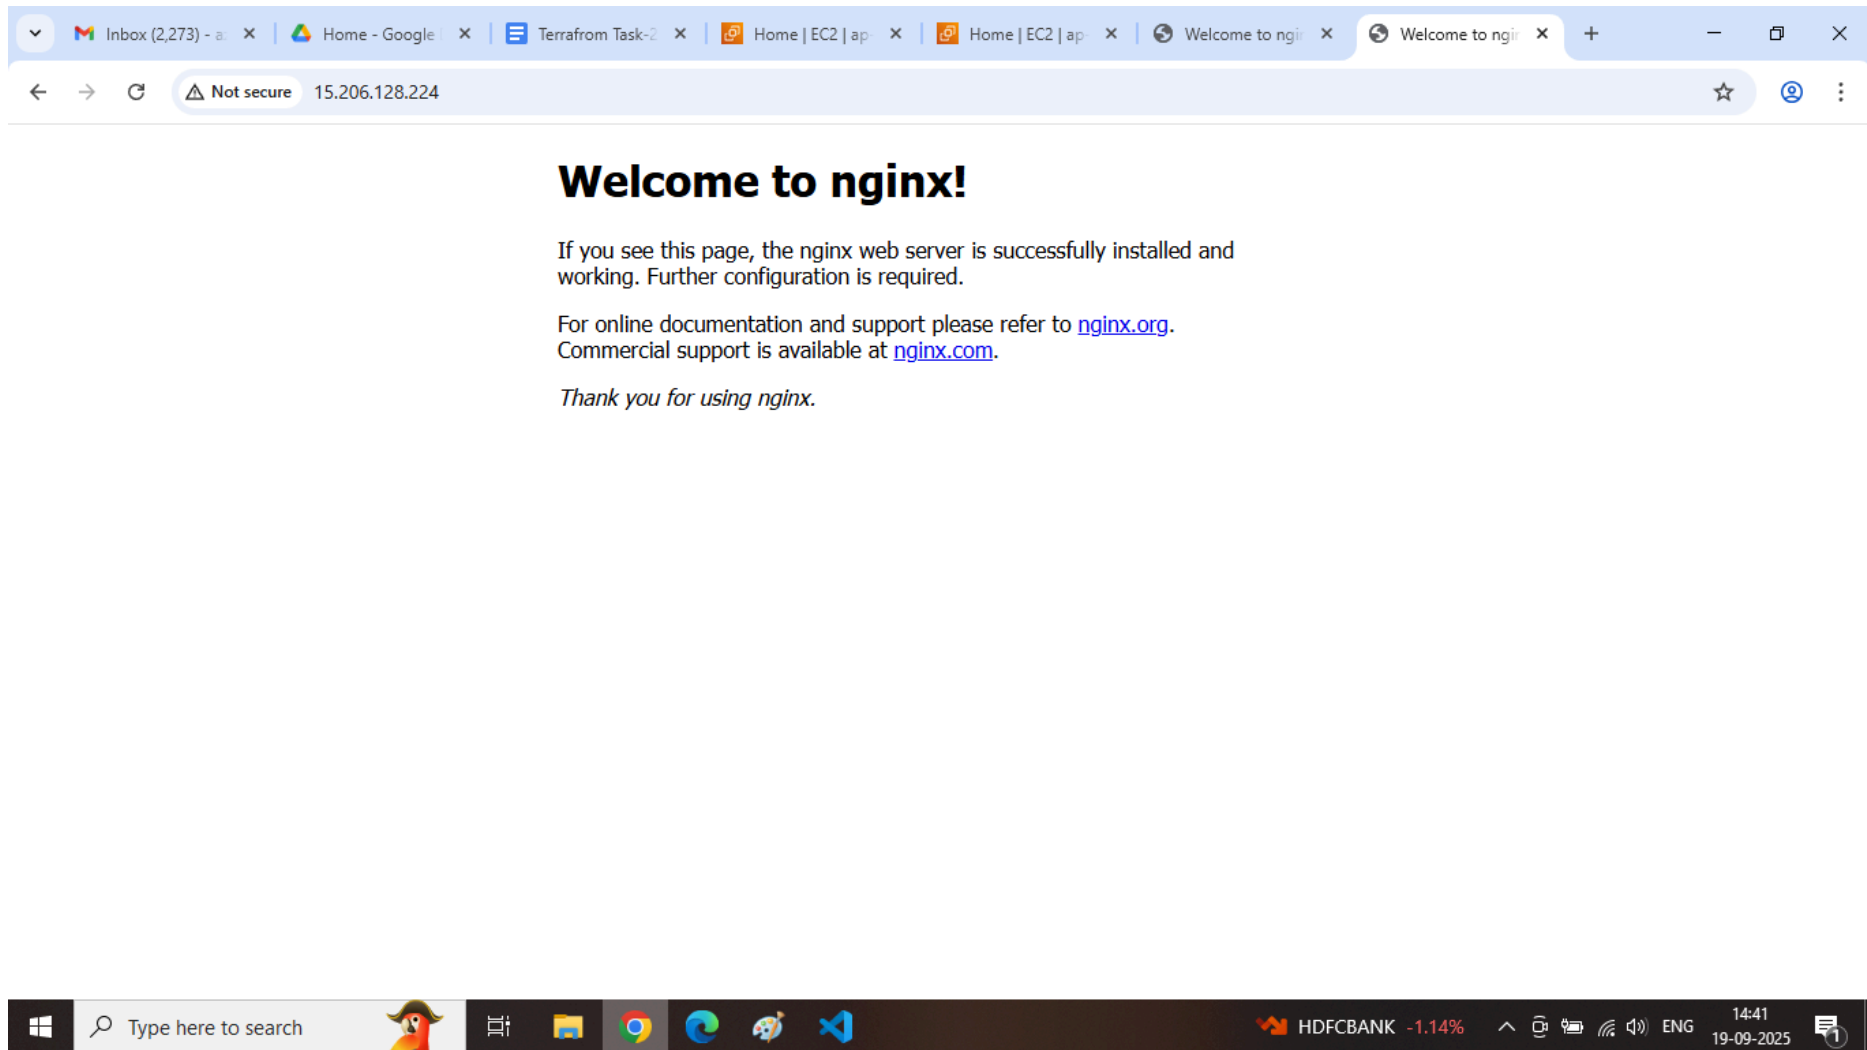 Inbox (2,273) - a
Home - Google
Terrafrom Task-2
Home | EC2 | ap-
Home | EC2 | ap-
Welcome to ngin
Welcome to ngin
Not secure
15.206.128.224
Welcome to nginx!
If you see this page, the nginx web server is successfully installed and
working. Further configuration is required.
For online documentation and support please refer to nginx.org.
Commercial support is available at nginx.com.
Thank you for using nginx.
Type here to search
HDFCBANK -1.14%
ENG
14:41
19-09-2025
1